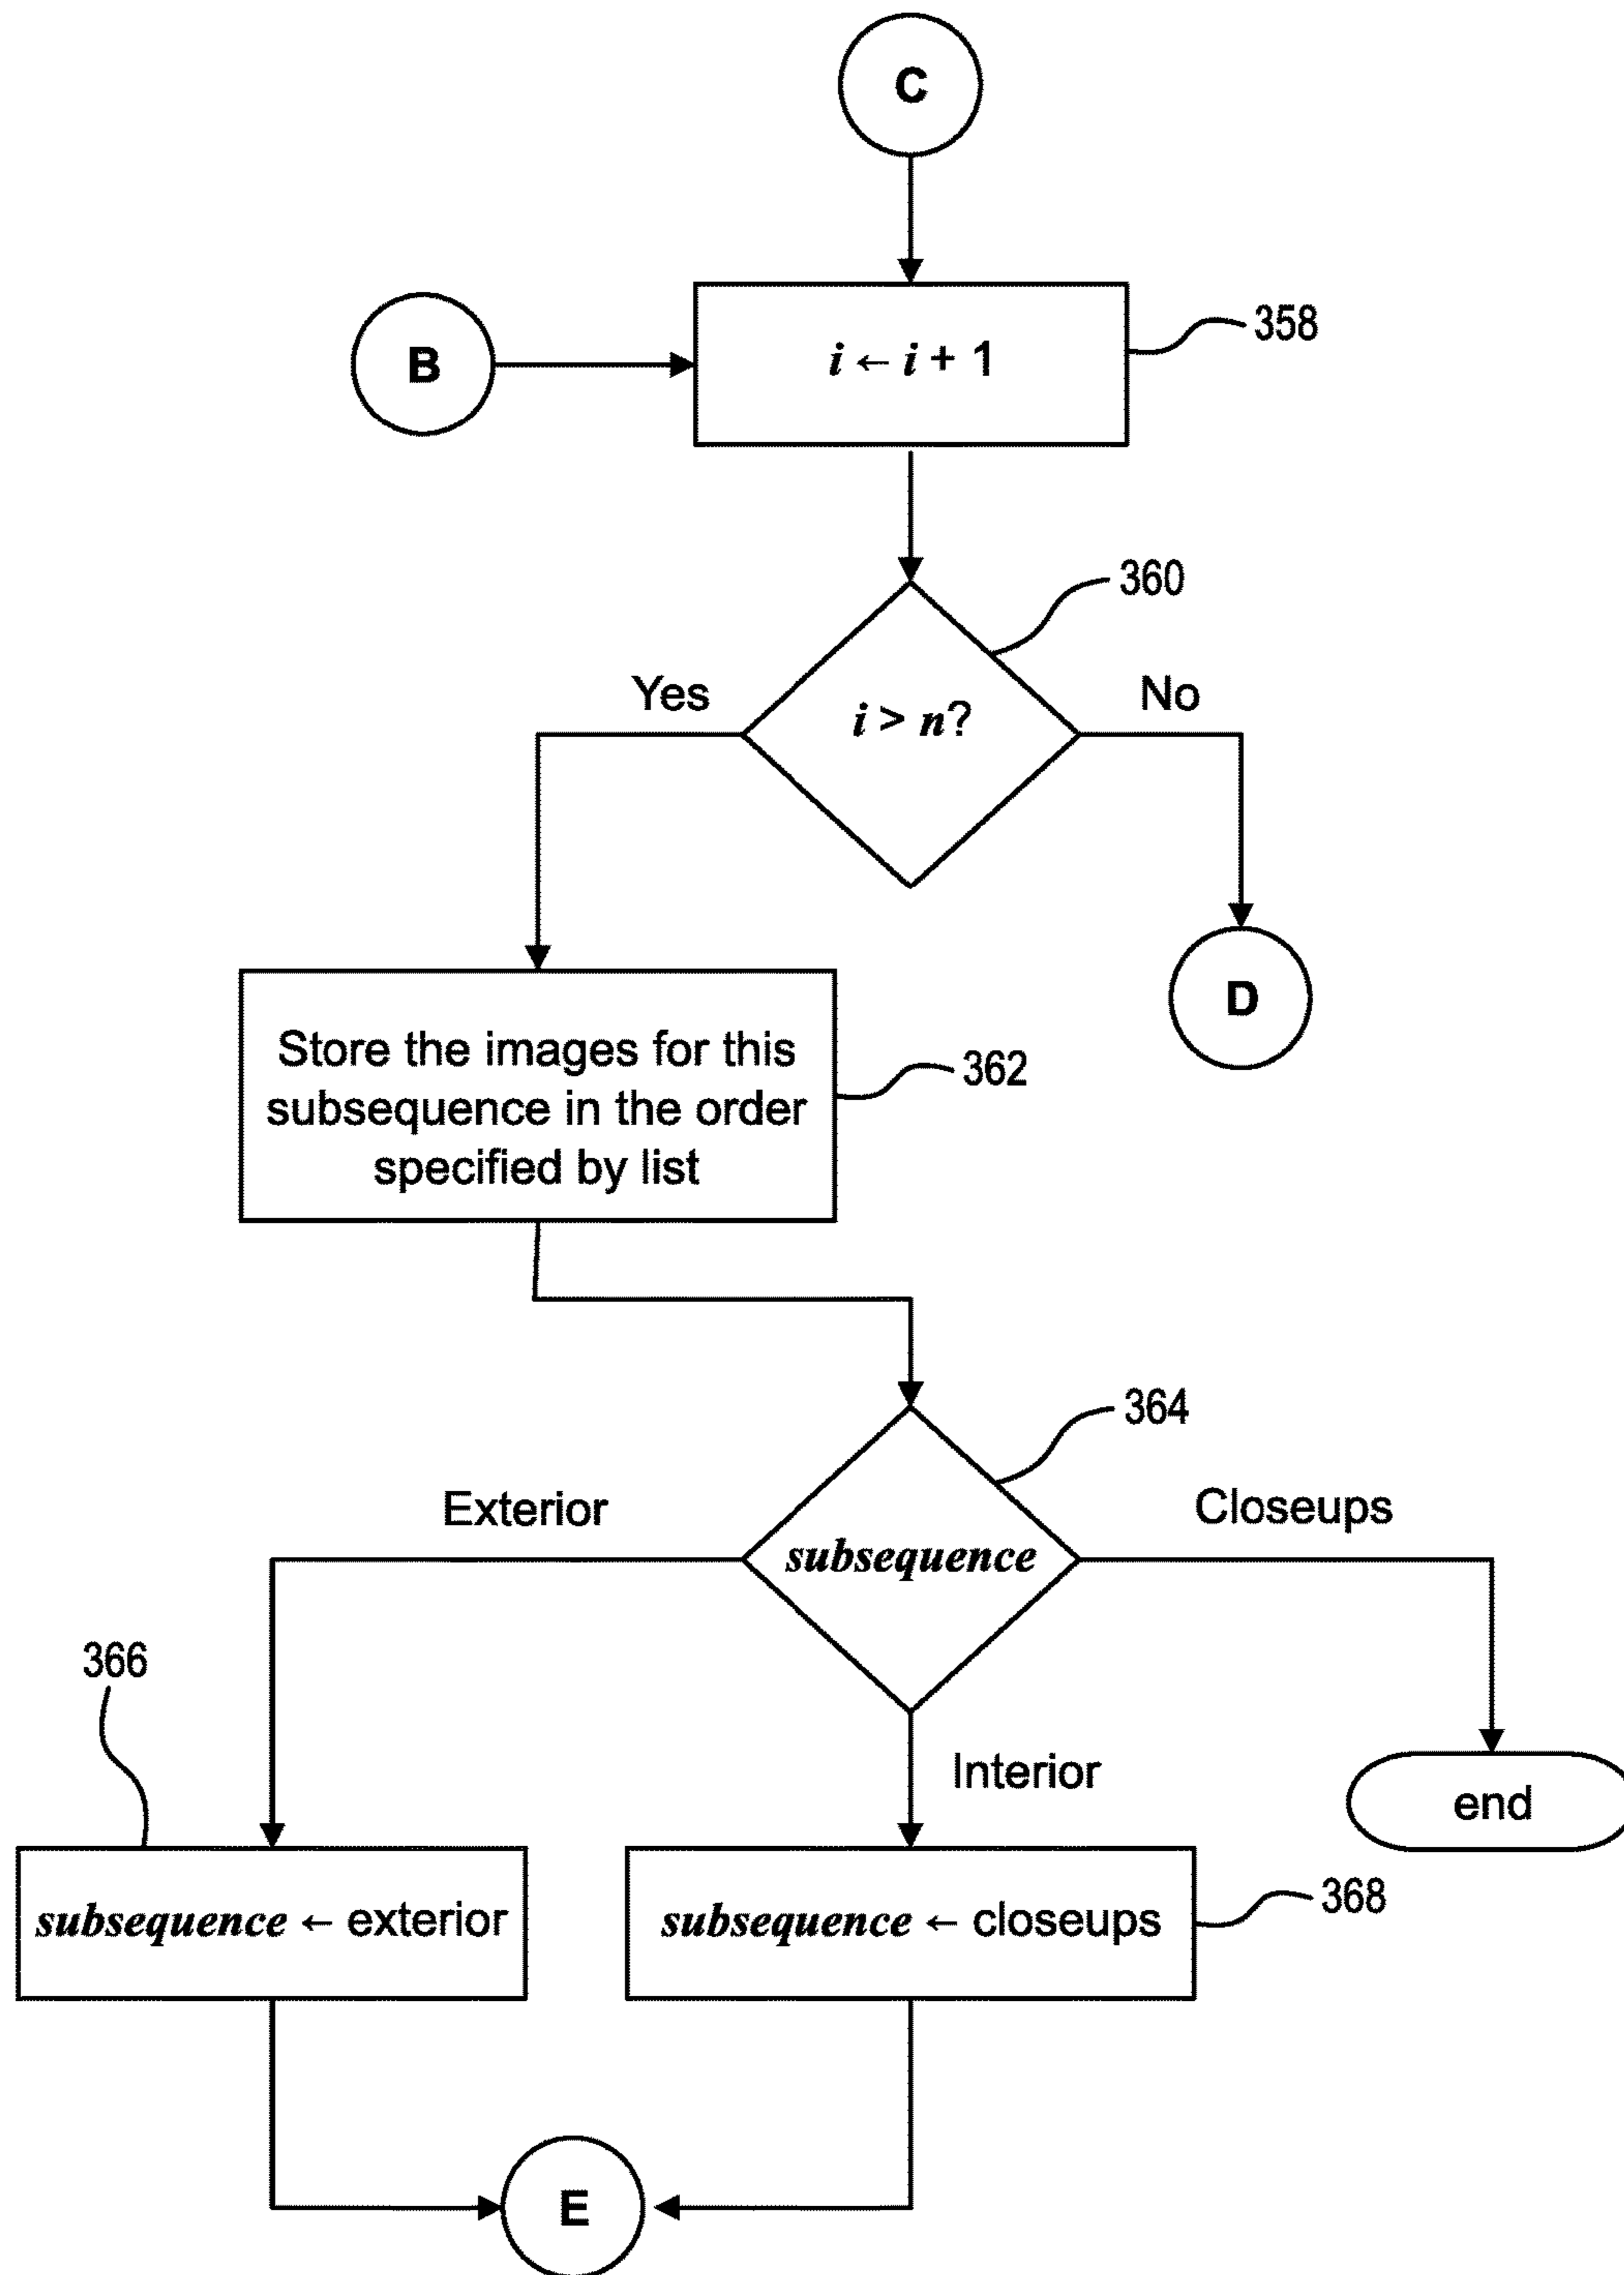 C
B
i ← i + 1
358
360
Yes
i > n?
No
D
Store the images for this
subsequence in the order
specified by list
362
364
Exterior
Closeups
subsequence
366
Interior
end
subsequence ← exterior
subsequence ← closeups
368
E